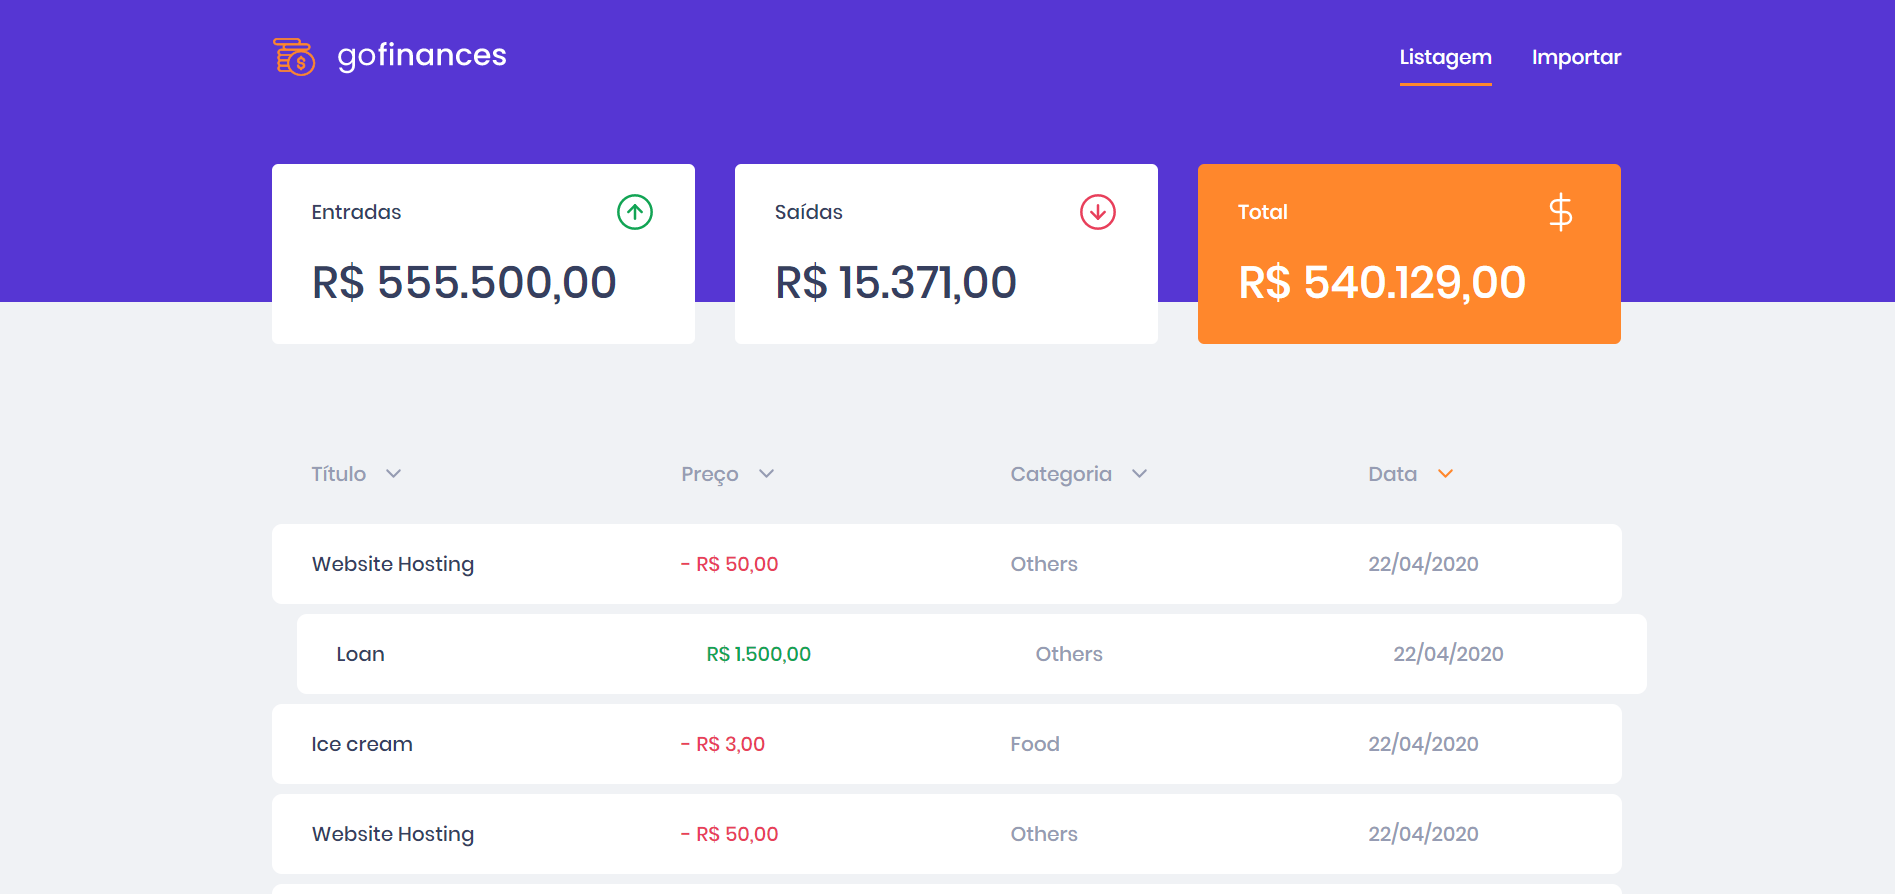 gofinances
Listagem Importar
Entradas
R$ 555.500,00
Saídas
R$ 15.371,00
Total
$
R$ 540.129,00
Título Preço Categoria Data
Website Hosting - R$ 50,00 Others 22/04/2020
Loan R$ 1.500,00 Others 22/04/2020
Ice cream - R$ 3,00 Food 22/04/2020
Website Hosting - R$ 50,00 Others 22/04/2020